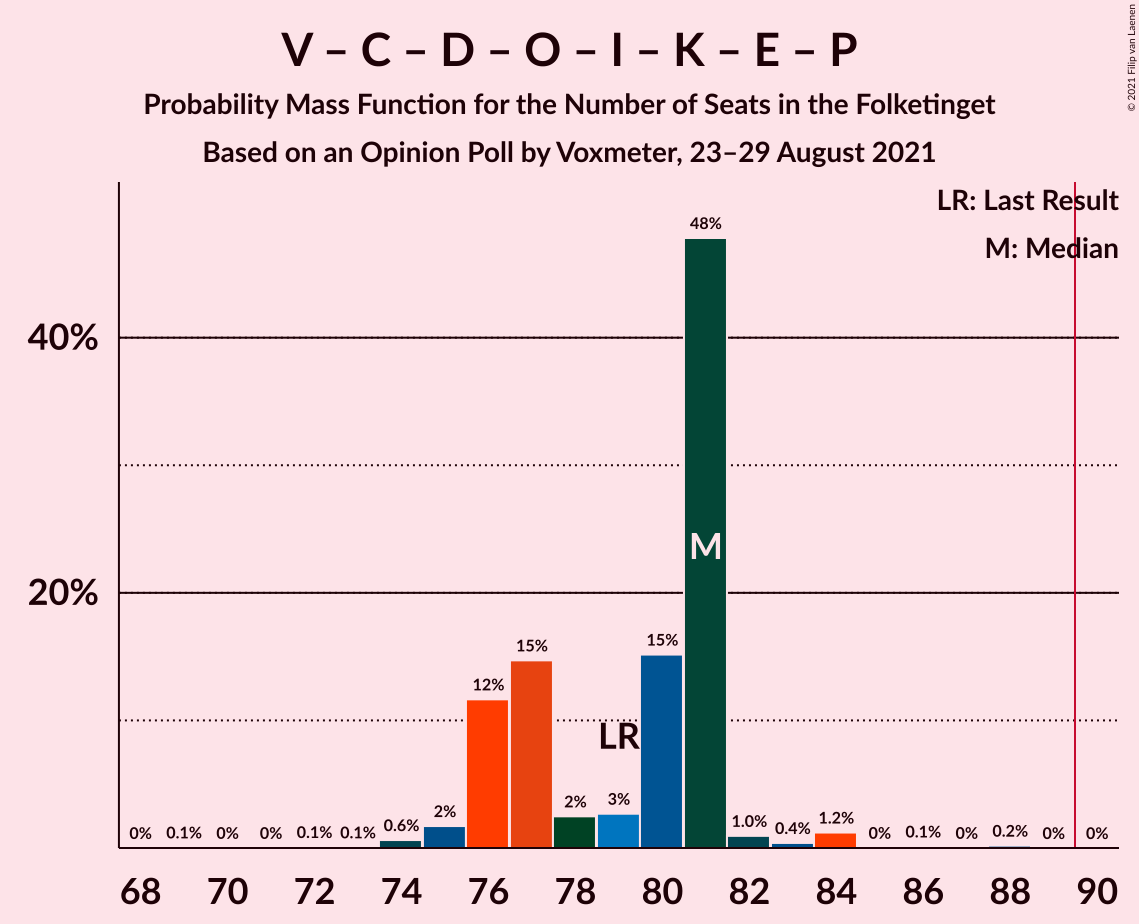 V – C – D – O – I – K – E – P
Probability Mass Function for the Number of Seats in the Folketinget
Based on an Opinion Poll by Voxmeter, 23–29 August 2021
© 2021 Filip van Laenen
LR: Last Result
M: Median
40%
20%
0% 0.1% 0% 0% 0.1% 0.1% 0.6% 2% 12% 15% 2% 3% 15% 48% 1.0% 0.4% 1.2% 0% 0.1% 0% 0.2% 0% 0%
LR
M
68 70 72 74 76 78 80 82 84 86 88 90